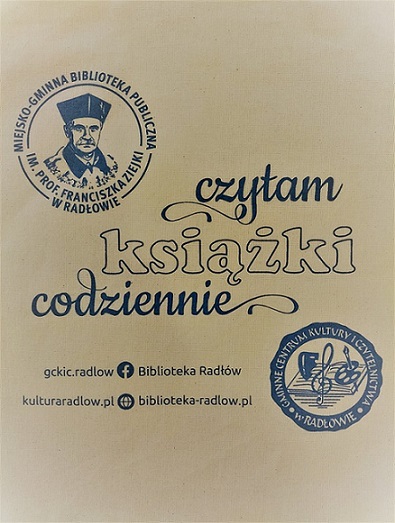 MIEJSKO-GMINNA BIBLIOTEKA PUBLICZNA
IM. PROF. FRANCISZKA ZIEJKI
W RADŁOWIE
czytam
książki
codziennie
gckic.radlow Biblioteka Radłów
kulturaradlow.pl biblioteka-radlow.pl
GMINNE CENTRUM KULTURY I CZYTELNICTWA
W RADŁOWIE